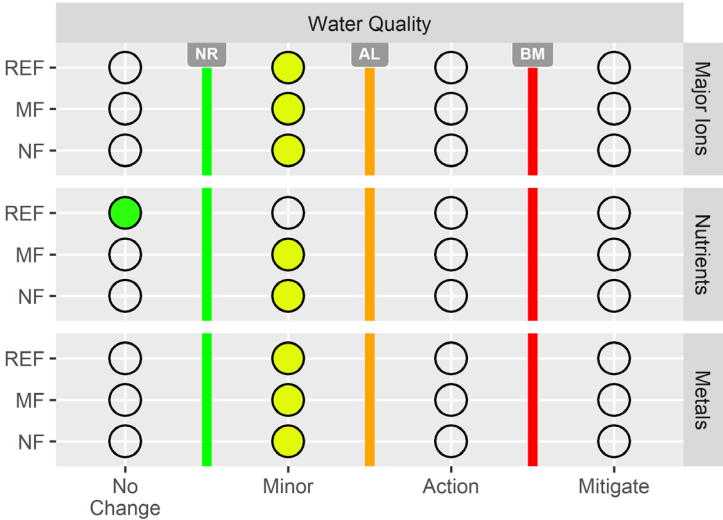 Water Quality
NR AL BM
REF
MF
NF
Major Ions
REF
MF
NF
Nutrients
REF
MF
NF
Metals
No Change
Minor
Action
Mitigate